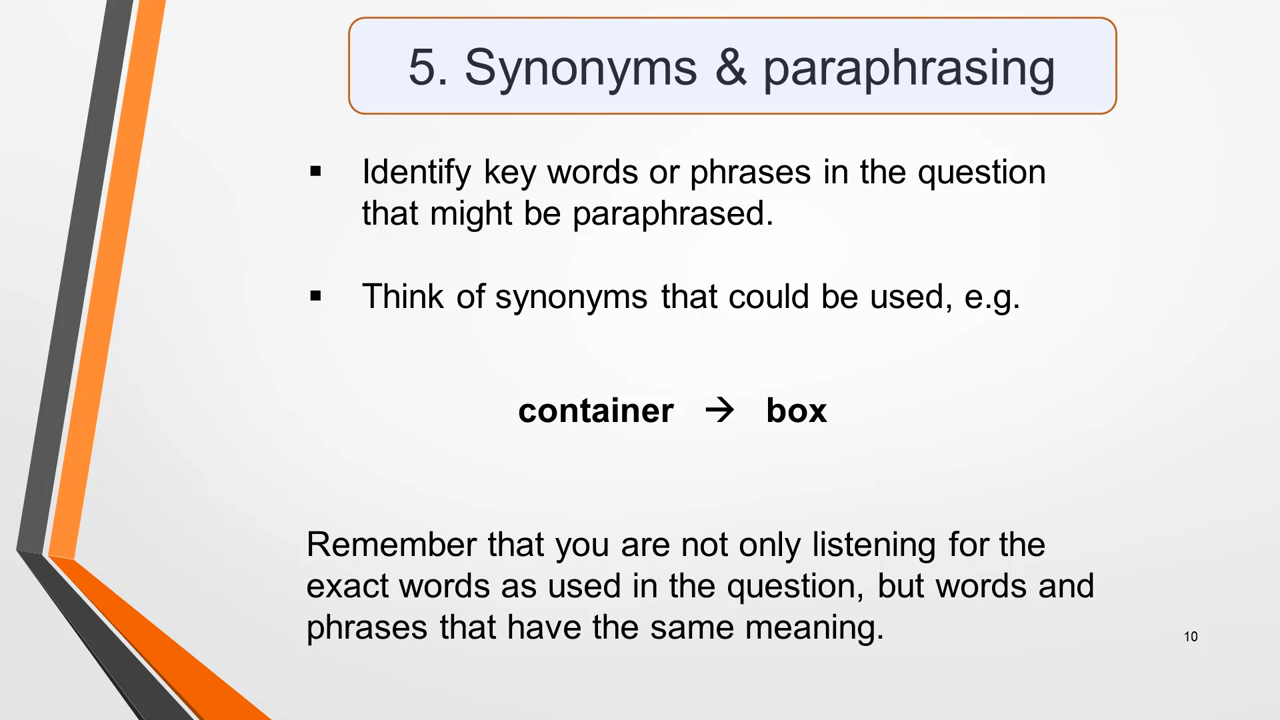 5. Synonyms & paraphrasing
▪ Identify key words or phrases in the question
that might be paraphrased.
▪ Think of synonyms that could be used, e.g.
container → box
Remember that you are not only listening for the
exact words as used in the question, but words and
phrases that have the same meaning.
10